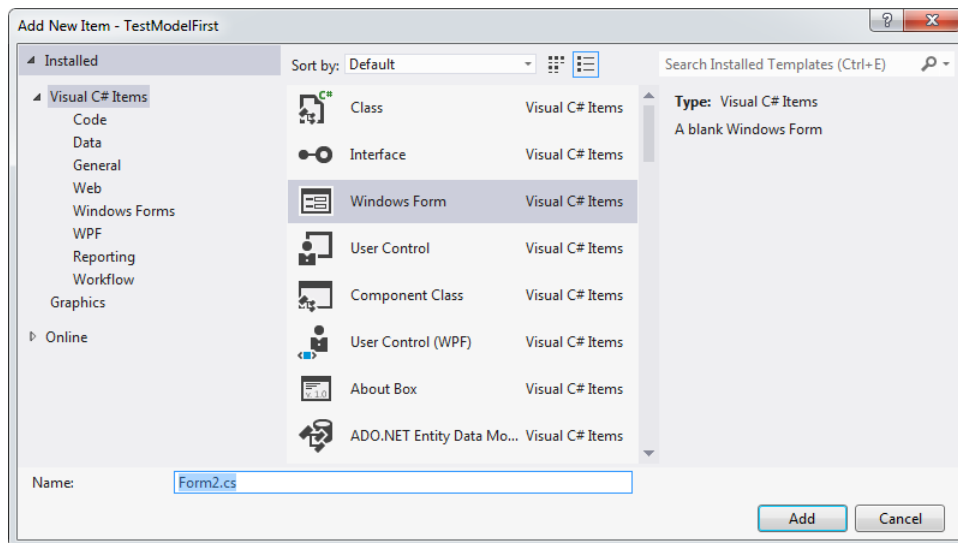 Add New Item - TestModelFirst
Installed
Sort by: Default
Search Installed Templates (Ctrl+E)
Visual C# Items
Code
Data
General
Web
Windows Forms
WPF
Reporting
Workflow
Graphics
Online
C#
Class Visual C# Items
Interface Visual C# Items
Windows Form Visual C# Items
User Control Visual C# Items
Component Class Visual C# Items
User Control (WPF) Visual C# Items
v. 1.0
About Box Visual C# Items
ADO.NET Entity Data Mo... Visual C# Items
Type: Visual C# Items
A blank Windows Form
Name: Form2.cs
Add Cancel